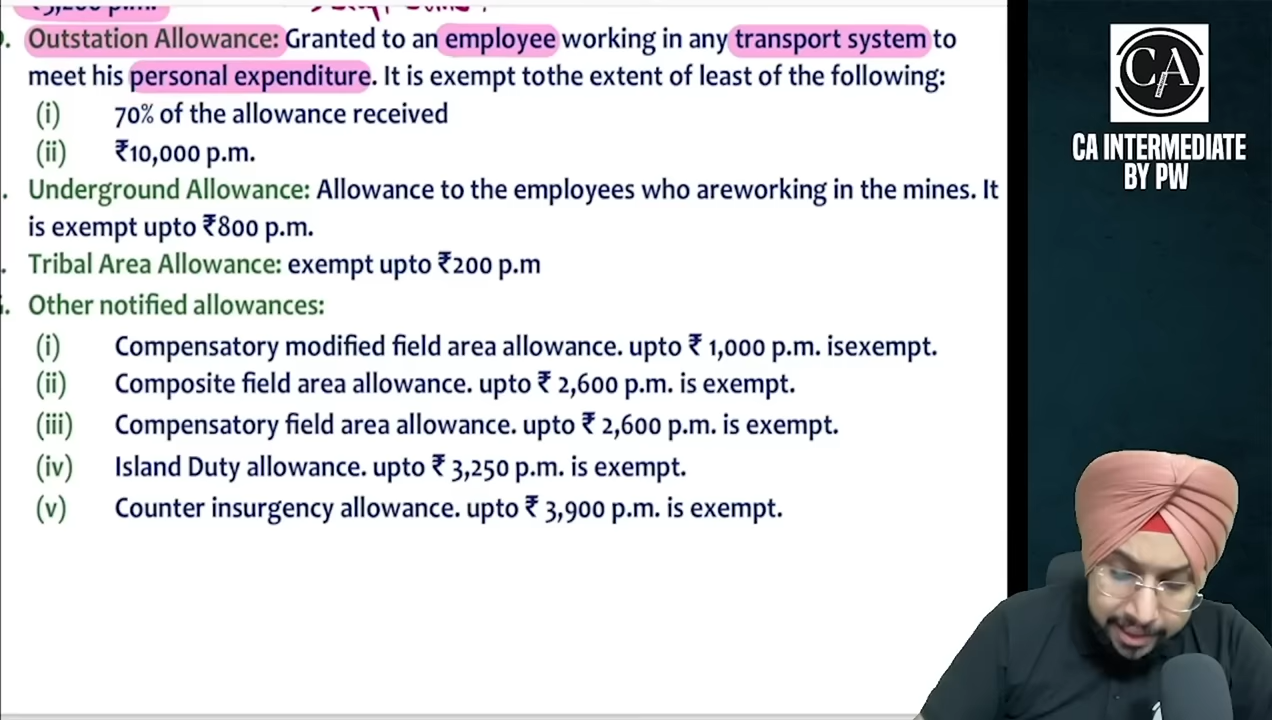 ₹3,200 p.m.
Outstation Allowance: Granted to an employee working in any transport system to
meet his personal expenditure. It is exempt tothe extent of least of the following:
(i) 70% of the allowance received
(ii) ₹10,000 p.m.
. Underground Allowance: Allowance to the employees who areworking in the mines. It
is exempt upto ₹800 p.m.
. Tribal Area Allowance: exempt upto ₹200 p.m
. Other notified allowances:
(i) Compensatory modified field area allowance. upto ₹ 1,000 p.m. isexempt.
(ii) Composite field area allowance. upto ₹ 2,600 p.m. is exempt.
(iii) Compensatory field area allowance. upto ₹ 2,600 p.m. is exempt.
(iv) Island Duty allowance. upto ₹ 3,250 p.m. is exempt.
(v) Counter insurgency allowance. upto ₹ 3,900 p.m. is exempt.
CA
CA INTERMEDIATE
BY PW